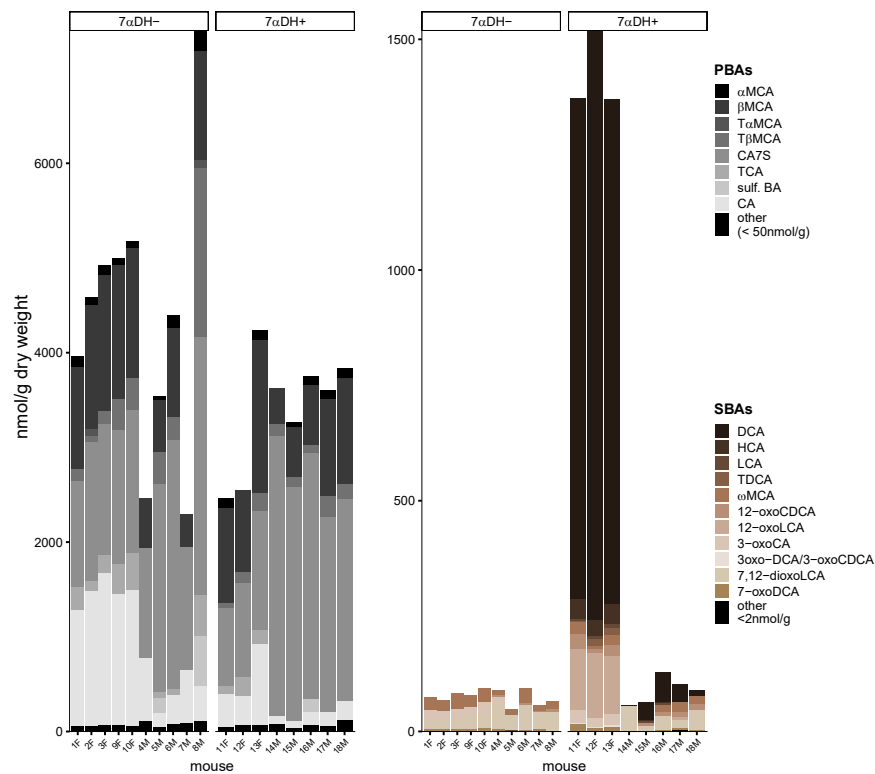 7αDH−
7αDH+
7αDH−
7αDH+
nmol/g dry weight
6000
4000
2000
0
1F 2F 3F 9F 10F 4M 5M 6M 7M 8M
11F 12F 13F 14M 15M 16M 17M 18M
mouse
1500
1000
500
0
1F 2F 3F 9F 10F 4M 5M 6M 7M 8M
11F 12F 13F 14M 15M 16M 17M 18M
mouse
PBAs
αMCA
βMCA
TαMCA
TβMCA
CA7S
TCA
sulf. BA
CA
other
(< 50nmol/g)
SBAs
DCA
HCA
LCA
TDCA
ωMCA
12−oxoCDCA
12−oxoLCA
3−oxoCA
3oxo−DCA/3−oxoCDCA
7,12−dioxoLCA
7−oxoDCA
other
<2nmol/g